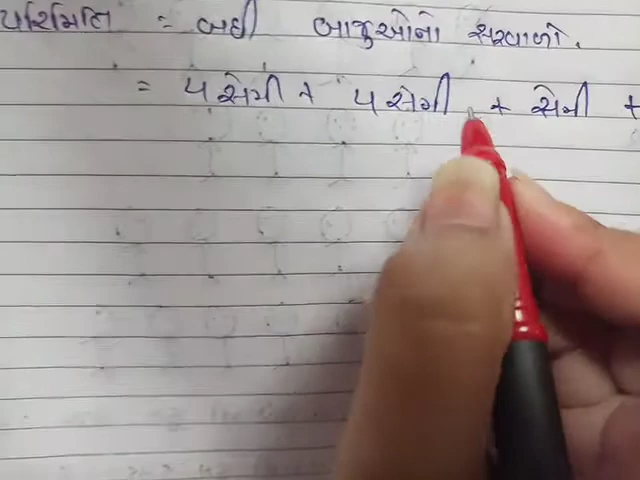 પરિમિતિ = બધી બાજુઓનો સરવાળો.
= ૫ સેમી + ૫ સેમી + સેમી +